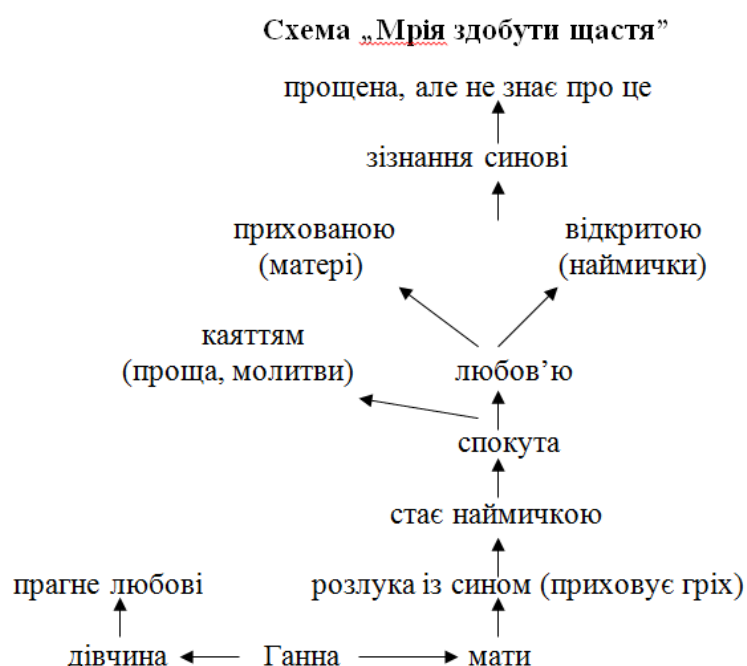 Схема „Мрія здобути щастя”
прощена, але не знає про це
зізнання синові
прихованою відкритою
(матері) (наймички)
каяттям
(проща, молитви) любов’ю
спокута
стає наймичкою
прагне любові розлука із сином (приховує гріх)
дівчина Ганна мати